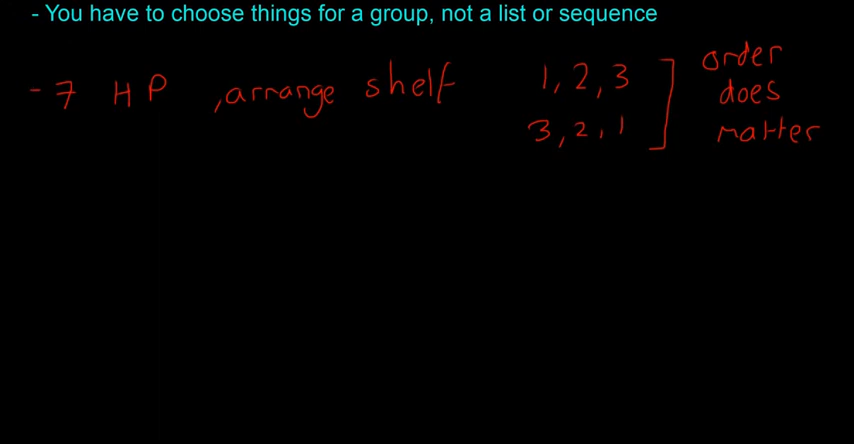 - You have to choose things for a group, not a list or sequence
- 7 HP, arrange shelf 1, 2, 3 ] order
3, 2, 1 does
matter